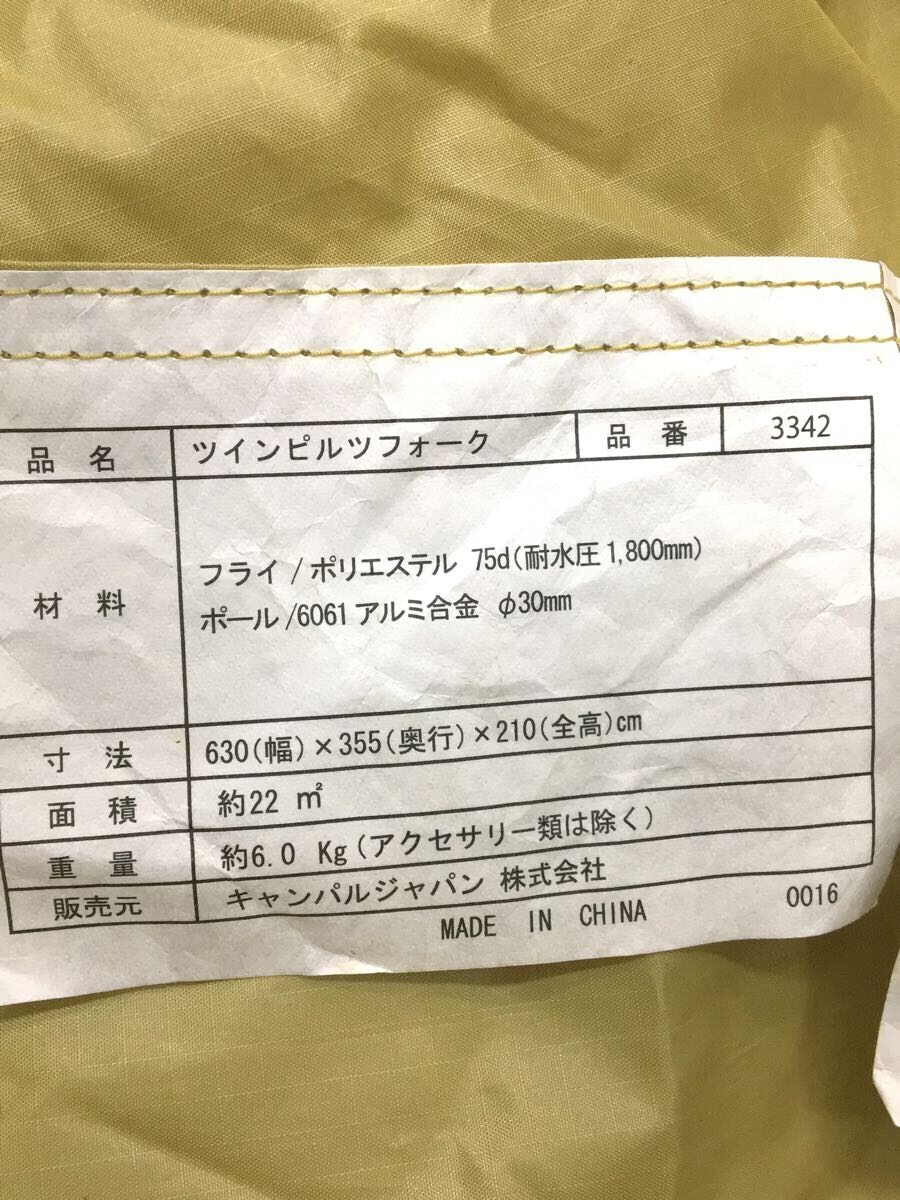 品名 ツインピルツフォーク 品番 3342
材料 フライ/ポリエステル 75d(耐水圧1,800mm)
ポール/6061アルミ合金 φ30mm
寸法 630(幅)×355(奥行)×210(全高)cm
面積 約22 ㎡
重量 約6.0 Kg(アクセサリー類は除く)
販売元 キャンパルジャパン 株式会社
MADE IN CHINA 0016